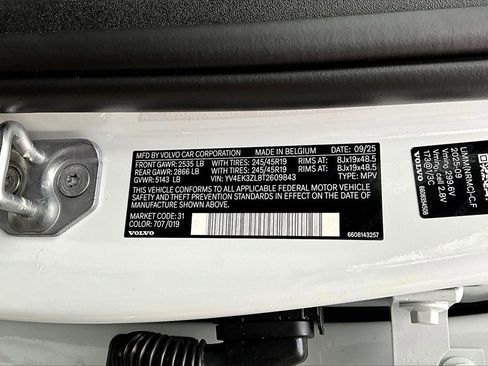 MFD BY VOLVO CAR CORPORATION MADE IN BELGIUM DATE: 09/25
FRONT GAWR: 2535 LB WITH TIRES: 245/45R19 RIMS AT: 8Jx19x48.5
REAR GAWR: 2866 LB WITH TIRES: 245/45R19 RIMS AT: 8Jx19x48.5
GVWR: 5143 LB VIN: YV4EK3ZL8T2609843 TYPE: MPV
THIS VEHICLE CONFORMS TO ALL APPLICABLE FEDERAL MOTOR VEHICLE
SAFETY, BUMPER, AND THEFT PREVENTION STANDARDS IN EFFECT ON THE DATE
OF MANUFACTURE SHOWN ABOVE.
MARKET CODE: 31
COLOR: 707 / 019
VOLVO
6608143257
2025-09